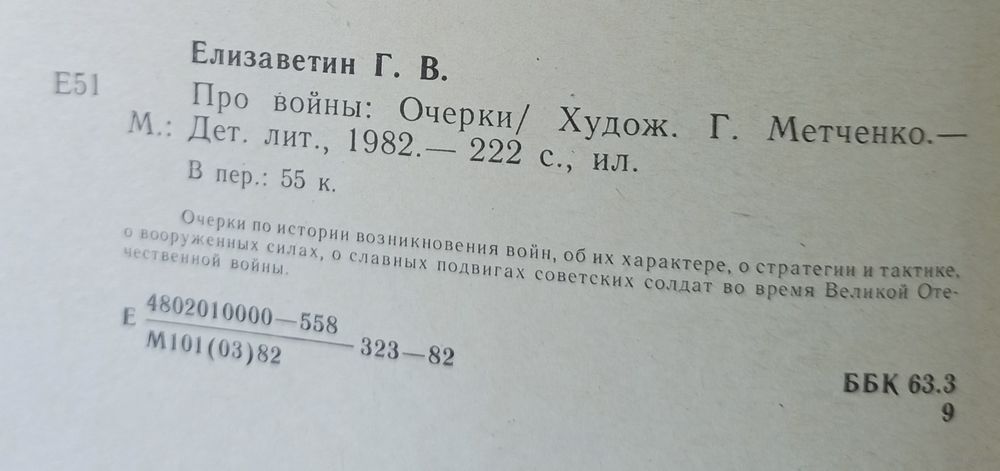 Елизаветин Г. В.
Е51
Про войны: Очерки/ Худож. Г. Метченко.—
М.: Дет. лит., 1982.— 222 с., ил.
В пер.: 55 к.
Очерки по истории возникновения войн, об их характере, о стратегии и тактике,
о вооруженных силах, о славных подвигах советских солдат во время Великой Оте-
чественной войны.
Е 4802010000—558
М101(03)82
323—82
ББК 63.3
9